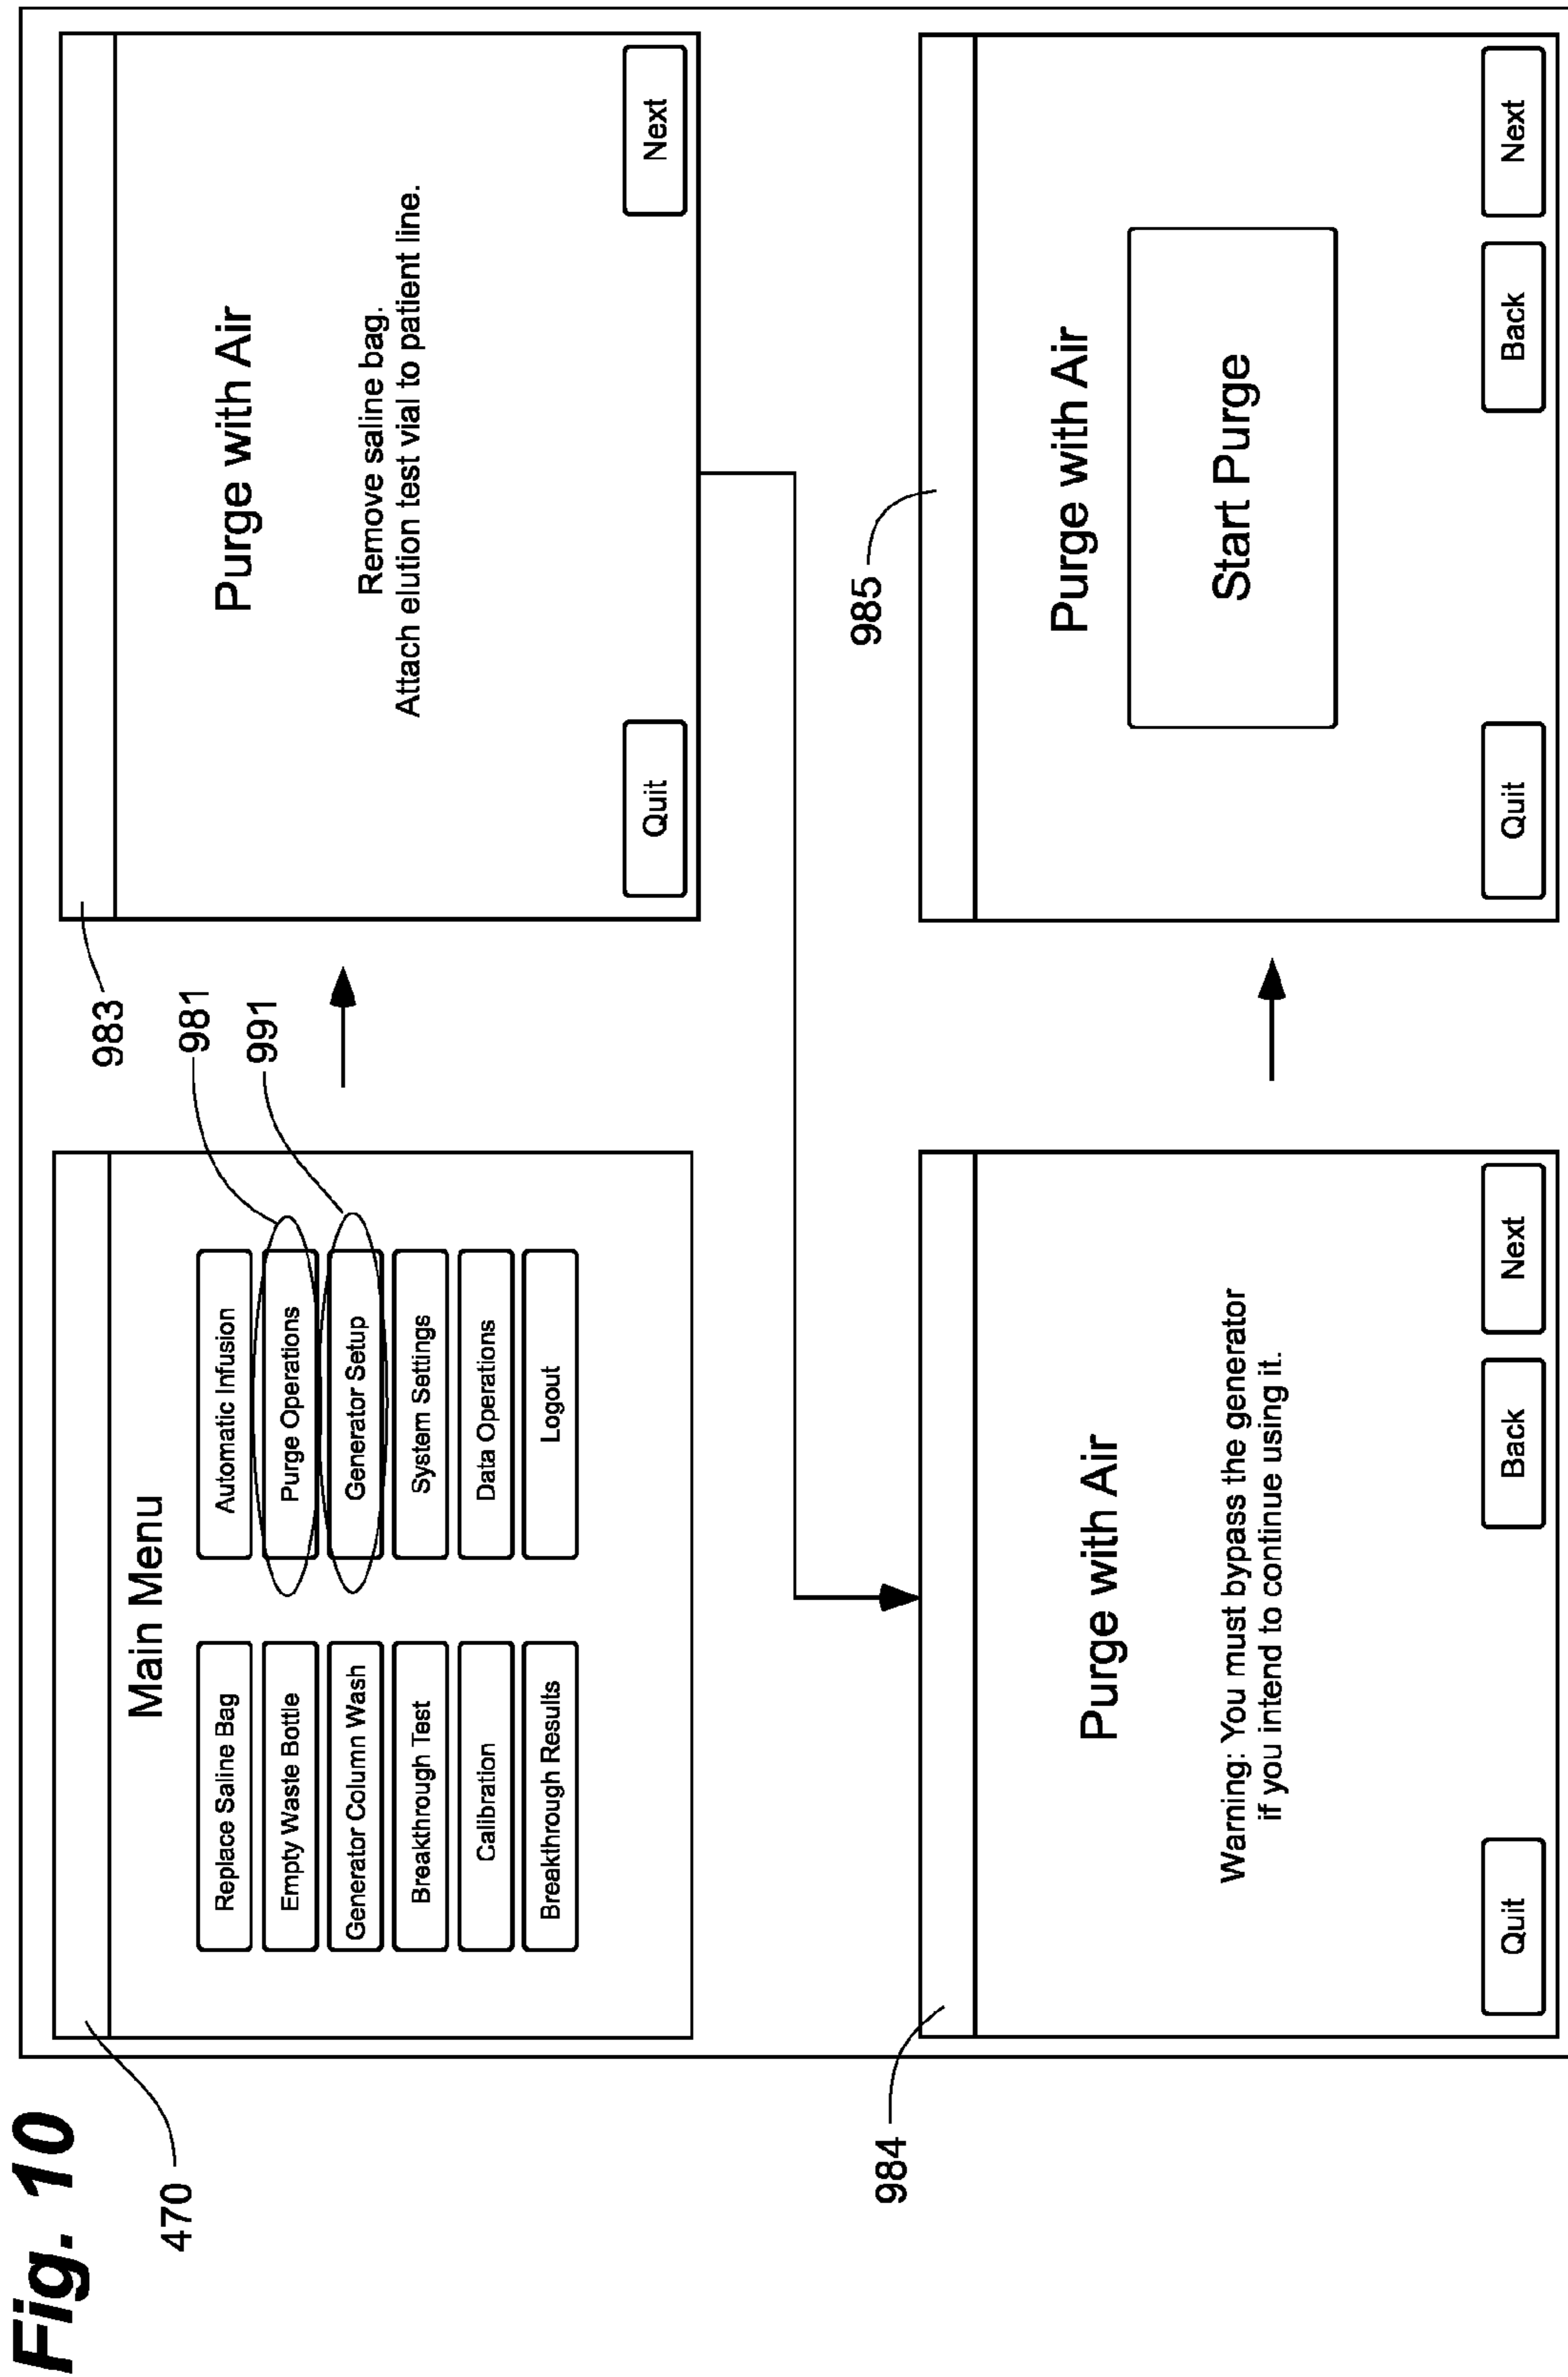 Fig. 10
470
Main Menu
Replace Saline Bag
Empty Waste Bottle
Generator Column Wash
Breakthrough Test
Calibration
Breakthrough Results
Automatic Infusion
Purge Operations
Generator Setup
System Settings
Data Operations
Logout
981
991
983
Purge with Air
Remove saline bag.
Attach elution test vial to patient line.
Quit
Next
984
Purge with Air
Warning: You must bypass the generator
if you intend to continue using it.
Quit
Back
Next
985
Purge with Air
Start Purge
Quit
Back
Next